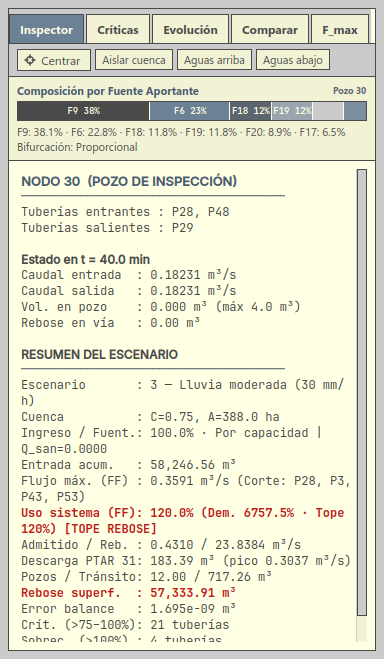 Inspector Críticas Evolución Comparar F_max
Centrar Aislar cuenca Aguas arriba Aguas abajo
Composición por Fuente Aportante Pozo 30
F9 38% F6 23% F18 12% F19 12%
F9: 38.1% · F6: 22.8% · F18: 11.8% · F19: 11.8% · F20: 8.9% · F17: 6.5%
Bifurcación: Proporcional
NODO 30 (POZO DE INSPECCIÓN)
Tuberías entrantes : P28, P48
Tuberías salientes : P29
Estado en t = 40.0 min
Caudal entrada : 0.18231 m³/s
Caudal salida : 0.18231 m³/s
Vol. en pozo : 0.000 m³ (máx 4.0 m³)
Rebose en vía : 0.00 m³
RESUMEN DEL ESCENARIO
Escenario : 3 — Lluvia moderada (30 mm/
h)
Cuenca : C=0.75, A=388.0 ha
Ingreso / Fuent.: 100.0% · Por capacidad |
Q_san=0.0000
Entrada acum. : 58,246.56 m³
Flujo máx. (FF) : 0.3591 m³/s (Corte: P28, P3,
P43, P53)
Uso sistema (FF): 120.0% (Dem. 6757.5% · Tope
120%) [TOPE REBOSE]
Admitido / Reb. : 0.4310 / 23.8384 m³/s
Descarga PTAR 31: 183.39 m³ (pico 0.3037 m³/s)
Pozos / Tránsito: 12.00 / 717.26 m³
Rebose superf. : 57,333.91 m³
Error balance : 1.695e-09 m³
Crít. (>75-100%): 21 tuberías
Sobrec. (>100%) : 4 tuberías